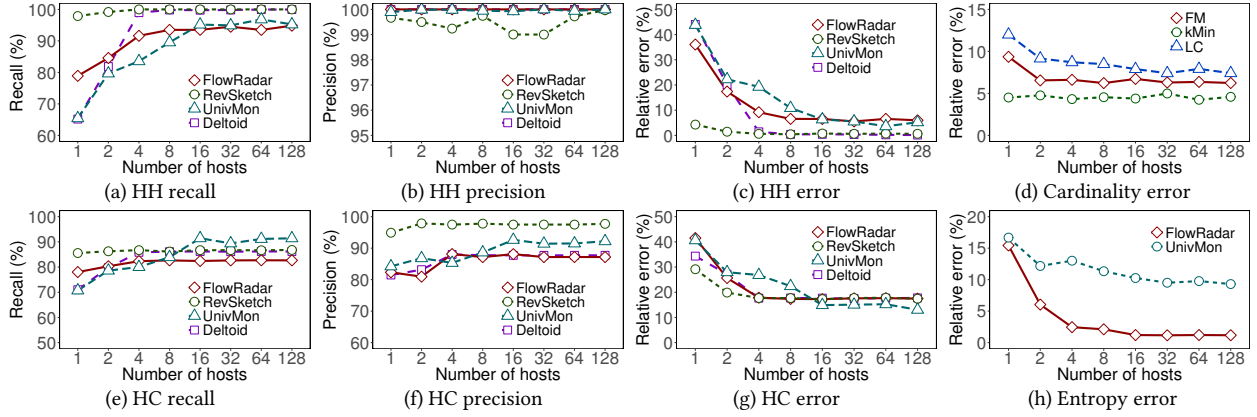 Recall (%)
100
90
80
70
60
FlowRadar
RevSketch
UnivMon
Deltoid
1 2 4 8 16 32 64 128
Number of hosts
(a) HH recall
Precision (%)
100
99
98
97
96
95
FlowRadar
RevSketch
UnivMon
Deltoid
1 2 4 8 16 32 64 128
Number of hosts
(b) HH precision
Relative error (%)
50
40
30
20
10
0
FlowRadar
RevSketch
UnivMon
Deltoid
1 2 4 8 16 32 64 128
Number of hosts
(c) HH error
Relative error (%)
15
10
5
0
FM
kMin
LC
1 2 4 8 16 32 64 128
Number of hosts
(d) Cardinality error
Recall (%)
100
90
80
70
60
50
FlowRadar
RevSketch
UnivMon
Deltoid
1 2 4 8 16 32 64 128
Number of hosts
(e) HC recall
Precision (%)
100
90
80
70
60
FlowRadar
RevSketch
UnivMon
Deltoid
1 2 4 8 16 32 64 128
Number of hosts
(f) HC precision
Relative error (%)
50
40
30
20
10
0
FlowRadar
RevSketch
UnivMon
Deltoid
1 2 4 8 16 32 64 128
Number of hosts
(g) HC error
Relative error (%)
20
15
10
5
0
FlowRadar
UnivMon
1 2 4 8 16 32 64 128
Number of hosts
(h) Entropy error